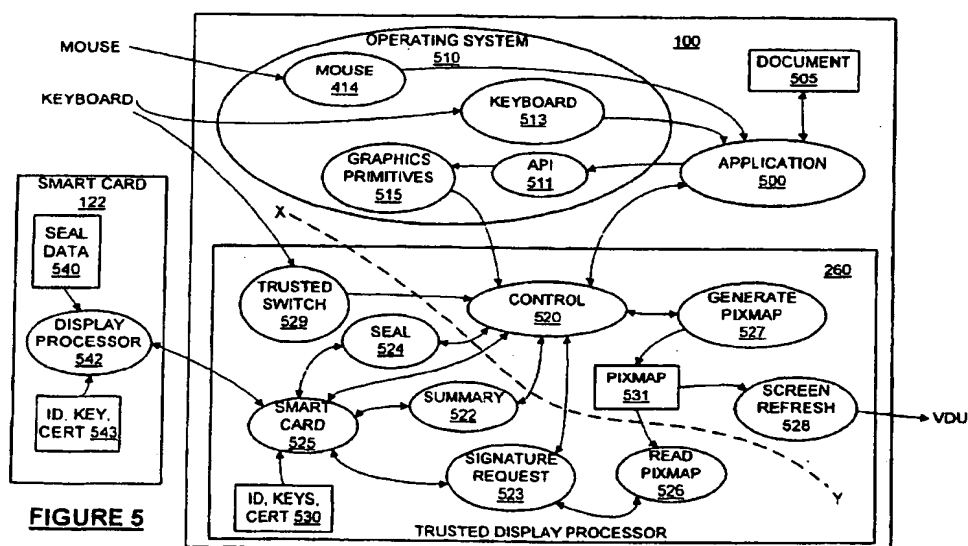 100
OPERATING SYSTEM
510
MOUSE
MOUSE
414
DOCUMENT
505
KEYBOARD
KEYBOARD
513
GRAPHICS
PRIMITIVES
515
API
511
APPLICATION
500
SMART CARD
122
SEAL
DATA
540
X
260
TRUSTED
SWITCH
529
CONTROL
520
GENERATE
PIXMAP
527
DISPLAY
PROCESSOR
542
SEAL
524
PIXMAP
531
SCREEN
REFRESH
528
VDU
SUMMARY
522
SMART
CARD
525
ID, KEY,
CERT 543
SIGNATURE
REQUEST
523
READ
PIXMAP
526
Y
ID, KEYS,
CERT 530
FIGURE 5
TRUSTED DISPLAY PROCESSOR